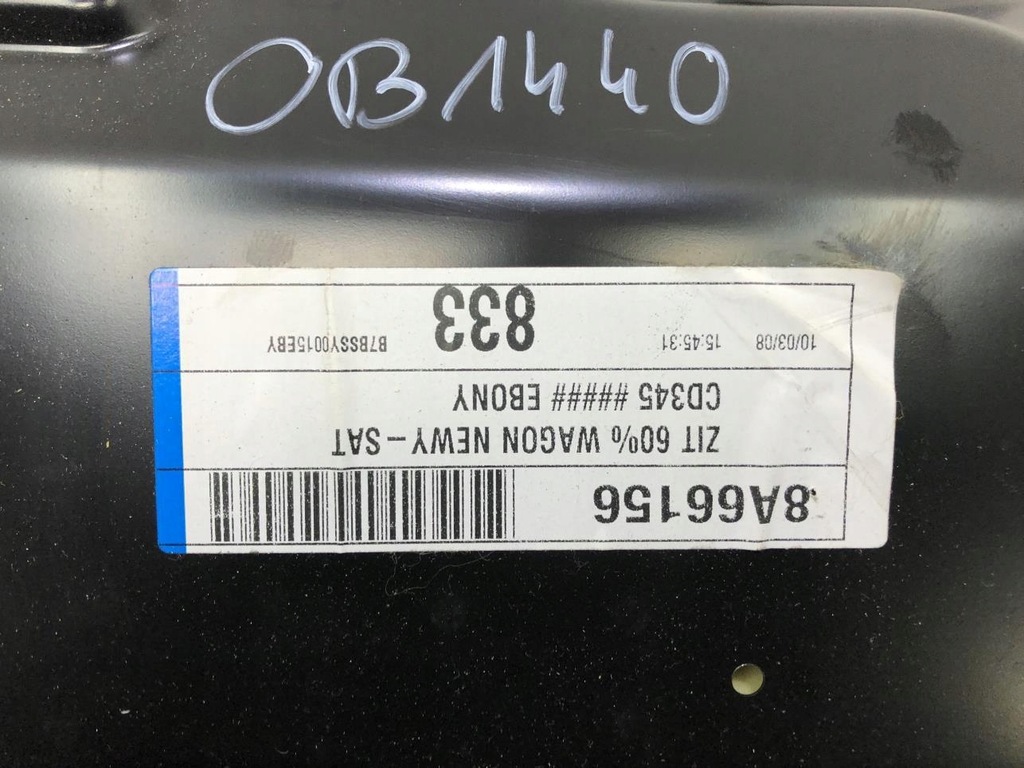 OB1440
8A66156
ZIT 60% WAGON NEWY-SAT
CD345 ##### EBONY
10/03/08 15:45:31 833 B7BSSY0015EBY